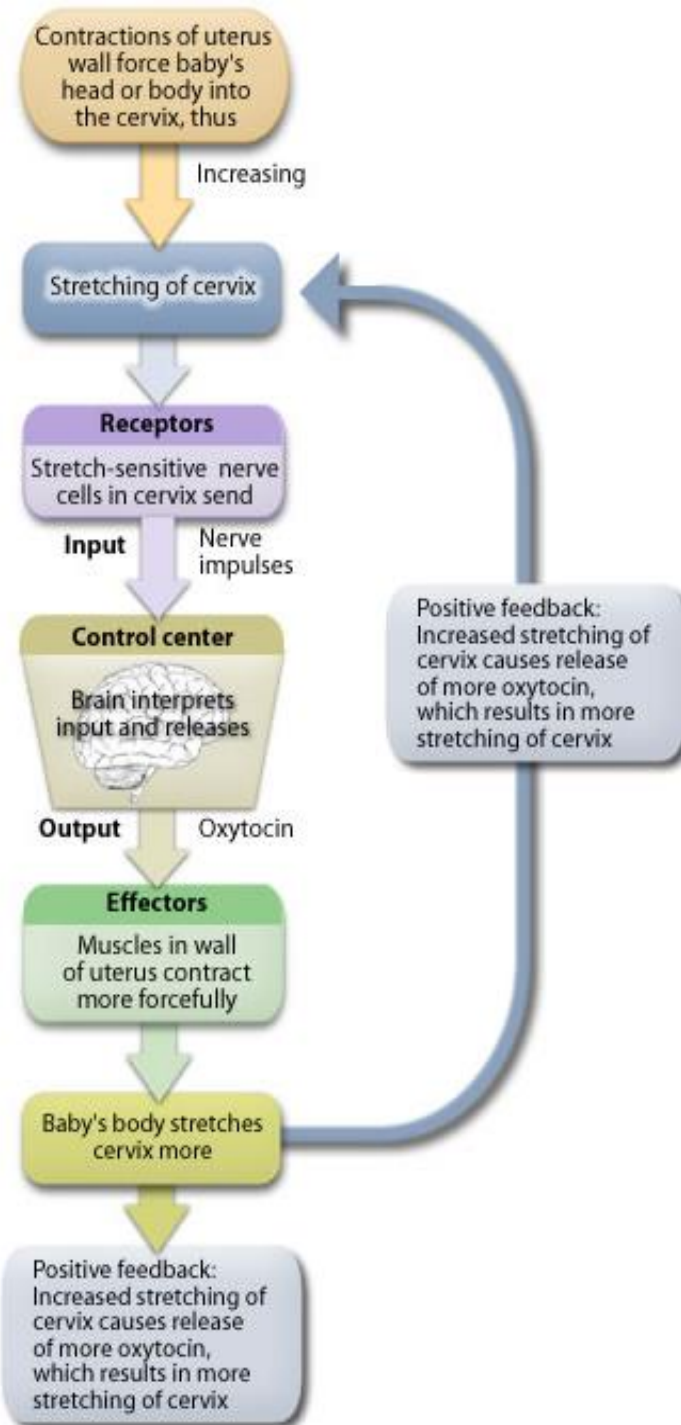 Contractions of uterus
wall force baby's
head or body into
the cervix, thus
Increasing
Stretching of cervix
Receptors
Stretch-sensitive nerve
cells in cervix send
Input
Nerve
impulses
Control center
Brain interprets
input and releases
Output
Oxytocin
Effectors
Muscles in wall
of uterus contract
more forcefully
Baby's body stretches
cervix more
Positive feedback:
Increased stretching of
cervix causes release
of more oxytocin,
which results in more
stretching of cervix
Positive feedback:
Increased stretching of
cervix causes release
of more oxytocin,
which results in more
stretching of cervix